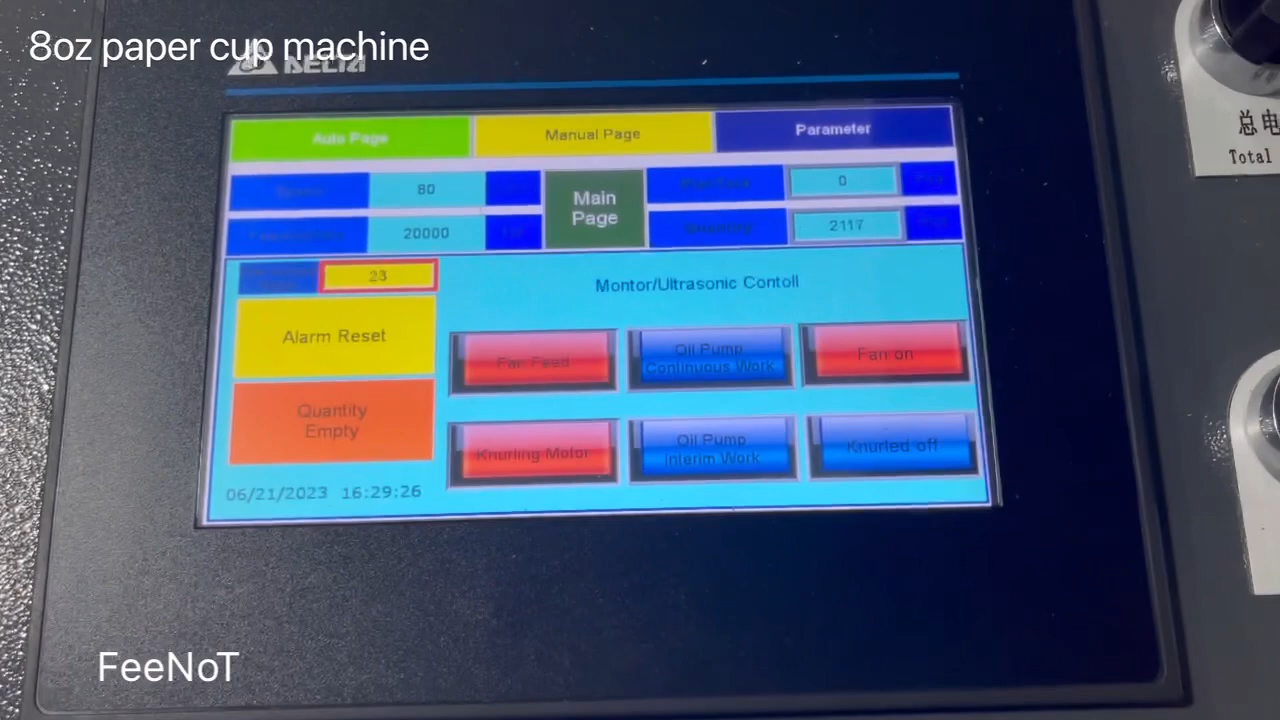 8oz paper cup machine
DELTA
Auto Page
Manual Page
Parameter
80
Main
Page
0
20000
2117
23
Montor/Ultrasonic Contoll
Alarm Reset
Fan Feed
Oil Pump
Continuous Work
Fan on
Quantity
Empty
Knurling Motor
Oil Pump
Interim Work
Knurled off
06/21/2023 16:29:26
总电
Total
FeeNoT